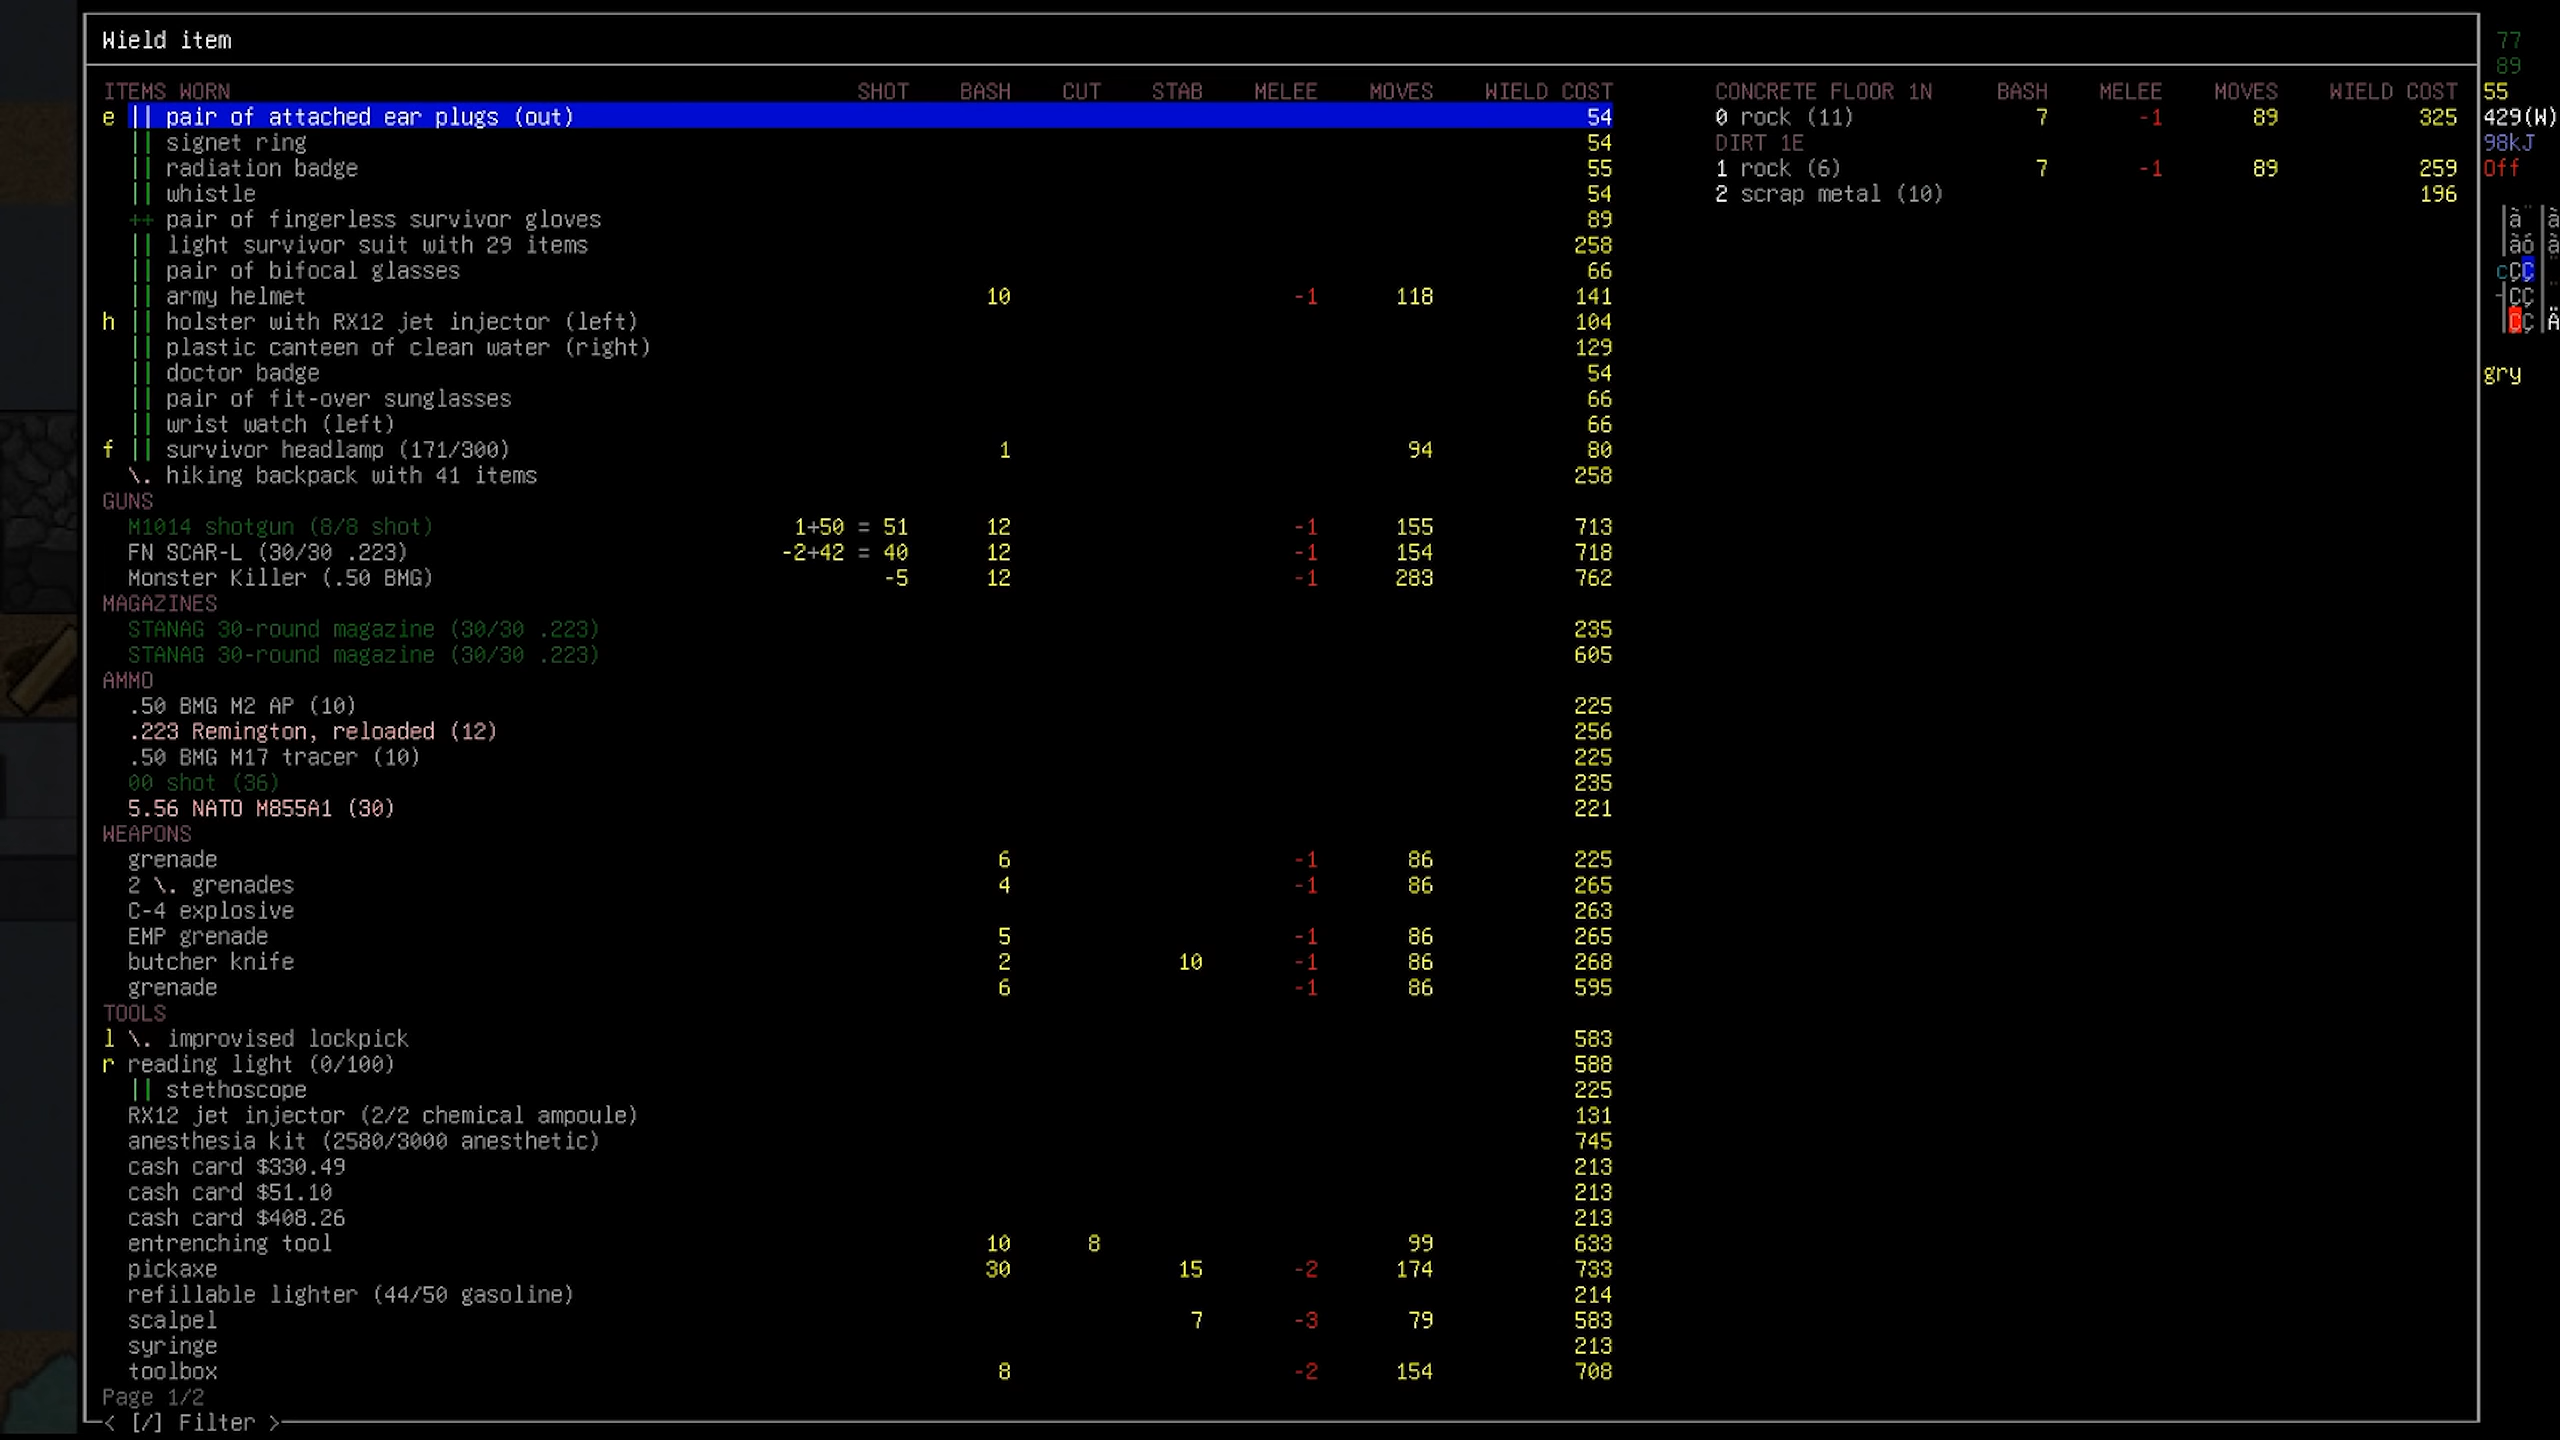 Wield item
ITEMS WORN SHOT BASH CUT STAB MELEE MOVES WIELD COST
e || pair of attached ear plugs (out) 54
|| signet ring 54
|| radiation badge 55
|| whistle 54
++ pair of fingerless survivor gloves 89
|| light survivor suit with 29 items 258
|| pair of bifocal glasses 66
|| army helmet 10 -1 118 141
h || holster with RX12 jet injector (left) 104
|| plastic canteen of clean water (right) 129
|| doctor badge 54
|| pair of fit-over sunglasses 66
|| wrist watch (left) 66
f || survivor headlamp (171/300) 1 94 80
\. hiking backpack with 41 items 258
GUNS
M1014 shotgun (8/8 shot) 1+50 = 51 12 -1 155 713
FN SCAR-L (30/30 .223) -2+42 = 40 12 -1 154 718
Monster Killer (.50 BMG) -5 12 -1 283 762
MAGAZINES
STANAG 30-round magazine (30/30 .223) 235
STANAG 30-round magazine (30/30 .223) 605
AMMO
.50 BMG M2 AP (10) 225
.223 Remington, reloaded (12) 256
.50 BMG M17 tracer (10) 225
00 shot (36) 235
5.56 NATO M855A1 (30) 221
WEAPONS
grenade 6 -1 86 225
2 \. grenades 4 -1 86 265
C-4 explosive 263
EMP grenade 5 -1 86 265
butcher knife 2 10 -1 86 268
grenade 6 -1 86 595
TOOLS
l \. improvised lockpick 583
r reading light (0/100) 588
|| stethoscope 225
RX12 jet injector (2/2 chemical ampoule) 131
anesthesia kit (2580/3000 anesthetic) 745
cash card $330.49 213
cash card $51.10 213
cash card $408.26 213
entrenching tool 10 8 99 633
pickaxe 30 15 -2 174 733
refillable lighter (44/50 gasoline) 214
scalpel 7 -3 79 583
syringe 213
toolbox 8 -2 154 708
Page 1/2
< [/] Filter >
CONCRETE FLOOR 1N BASH MELEE MOVES WIELD COST
0 rock (11) 7 -1 89 325
DIRT 1E
1 rock (6) 7 -1 89 259
2 scrap metal (10) 196
77
89
55
429(W)
98kJ
Off
gry